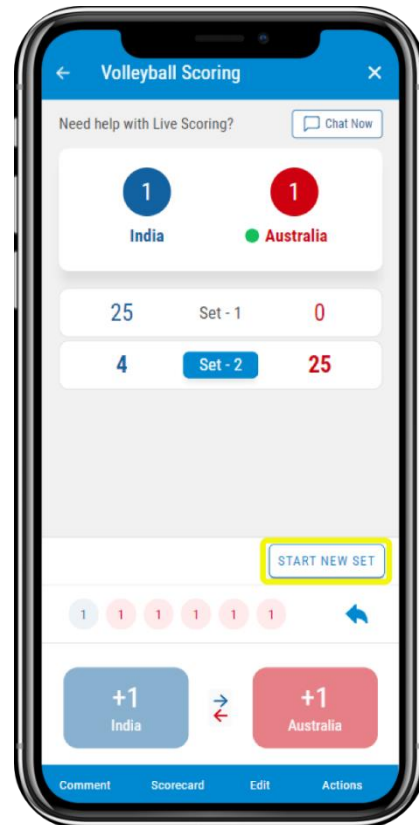 Volleyball Scoring
Need help with Live Scoring? Chat Now
1 1
India Australia
25 Set - 1 0
4 Set - 2 25
START NEW SET
1 1 1 1 1 1
+1 +1
India Australia
Comment Scorecard Edit Actions